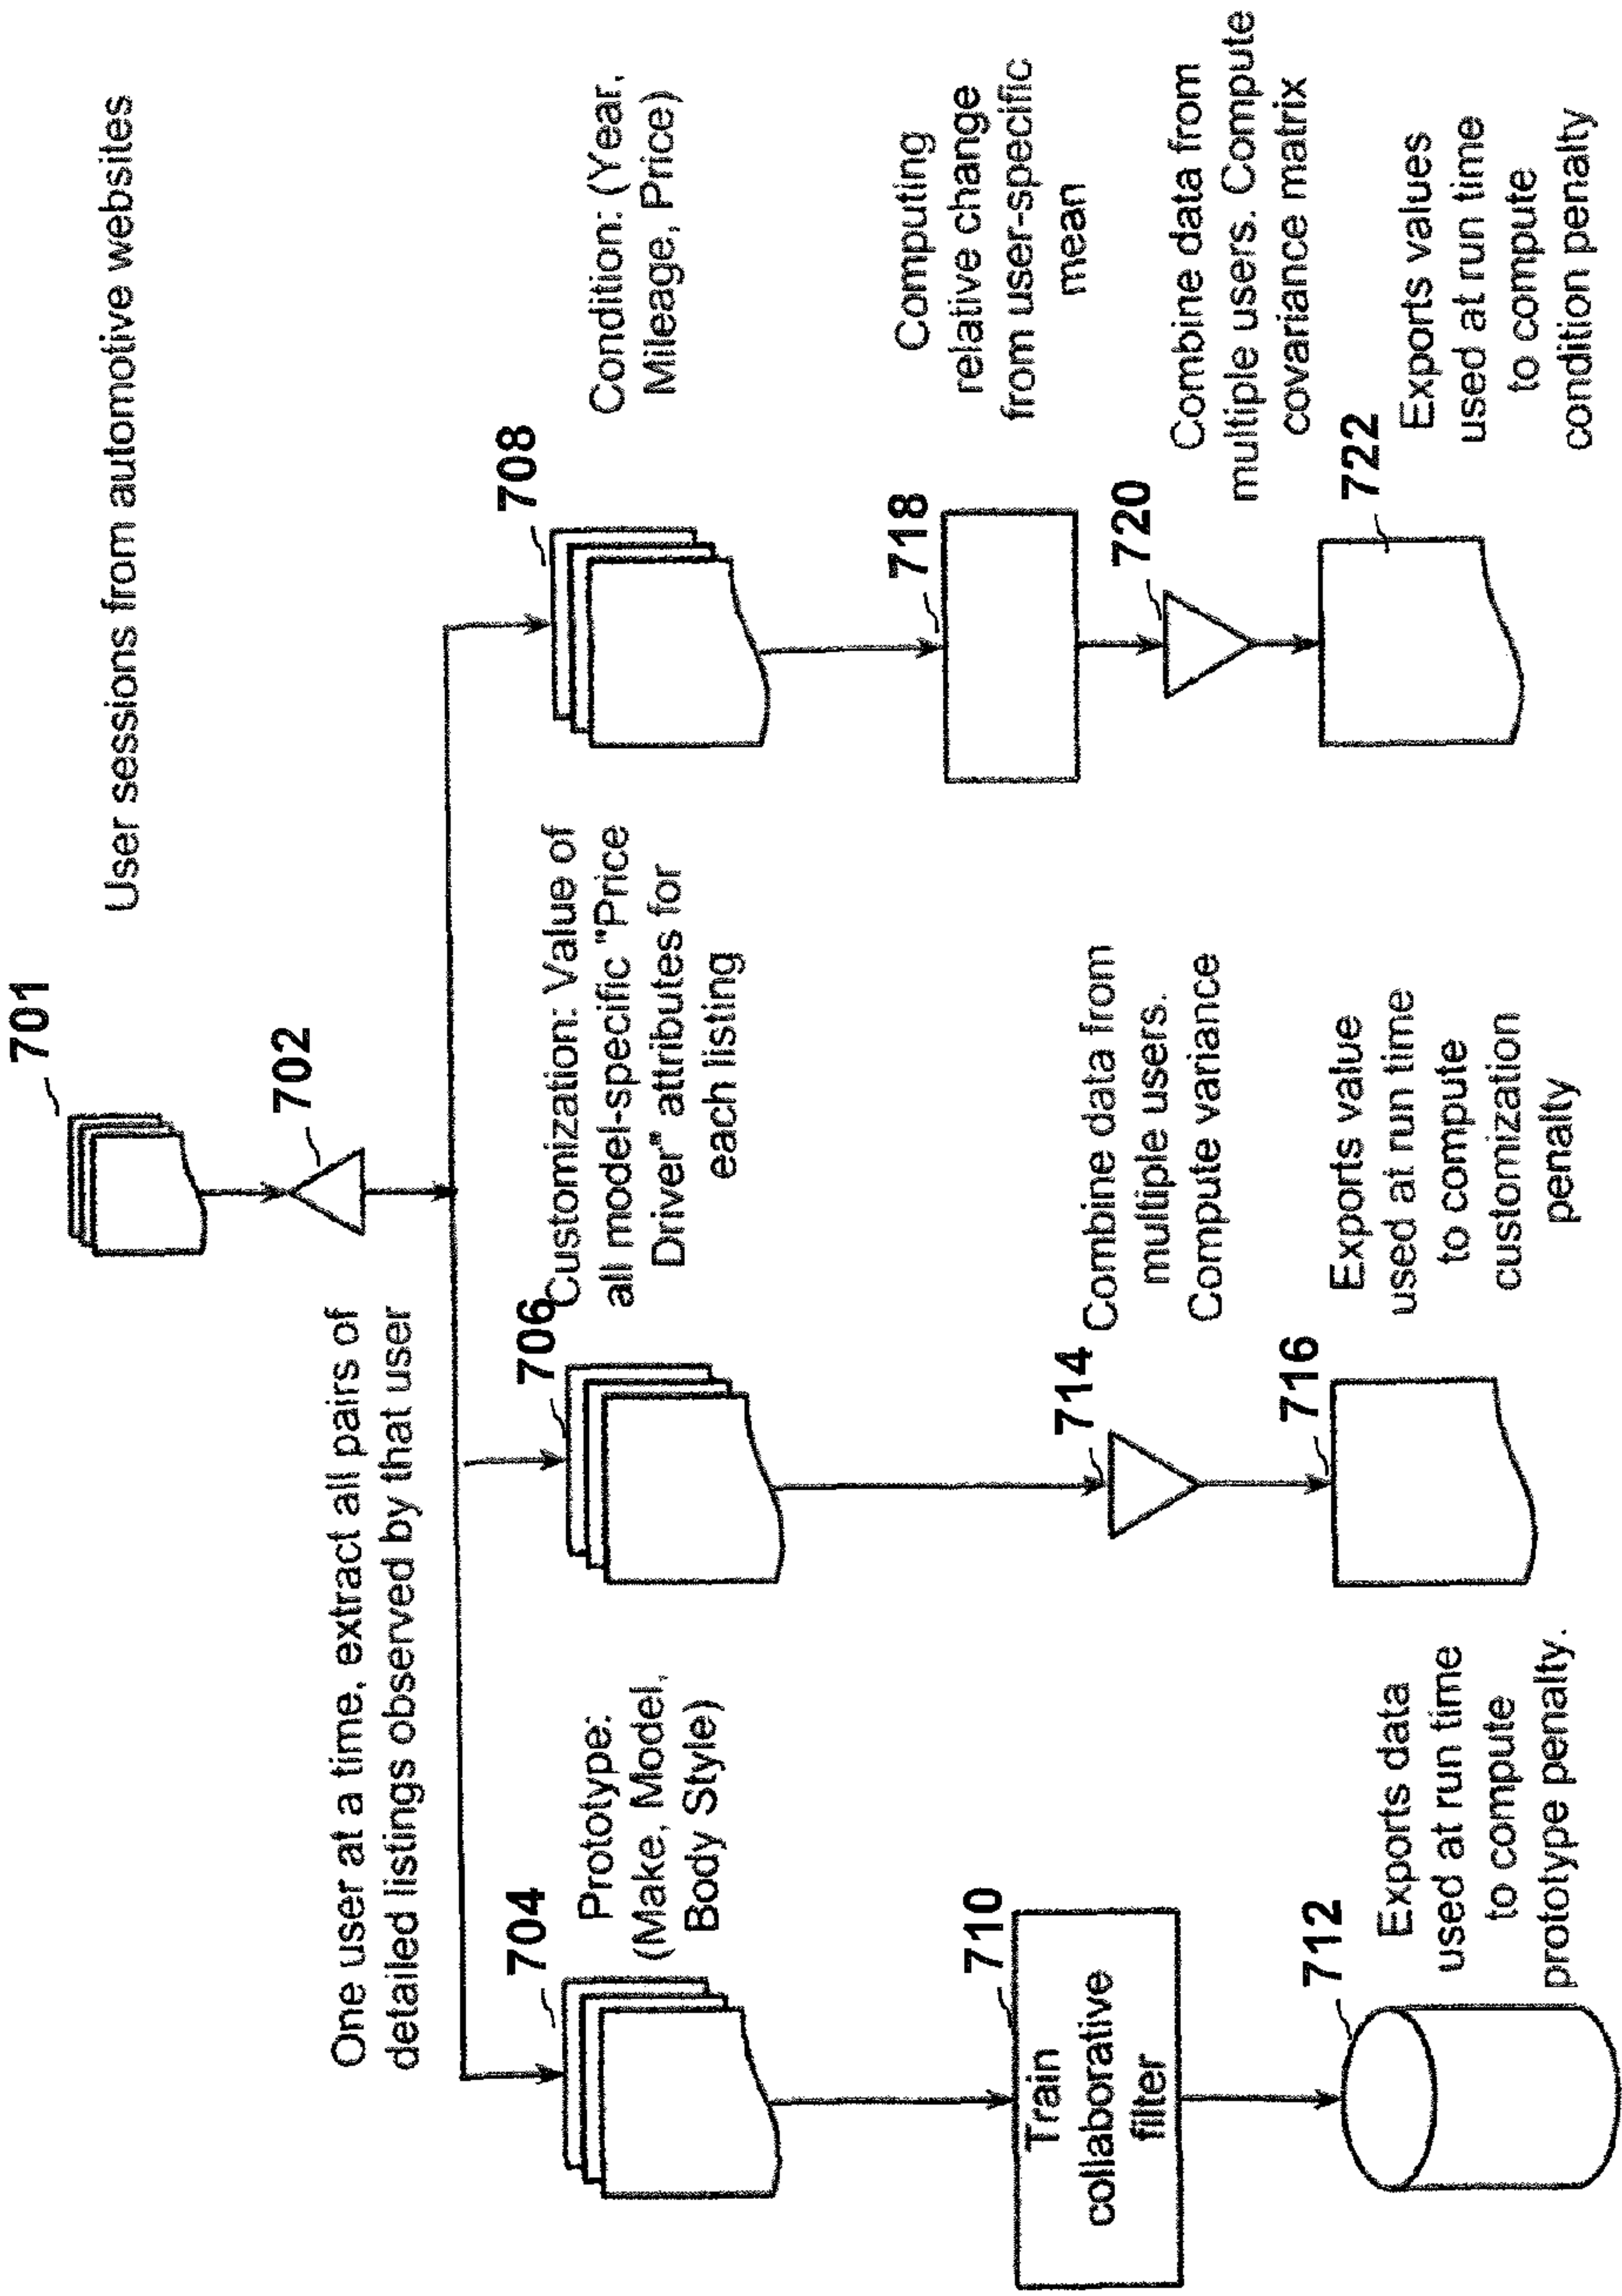 701
User sessions from automotive websites
702
One user at a time, extract all pairs of
detailed listings observed by that user
704
Prototype:
(Make, Model,
Body Style)
706
Customization: Value of
all model-specific "Price
Driver" attributes for
each listing
708
Condition: (Year,
Mileage, Price)
710
Train
collaborative
filter
714
Combine data from
multiple users.
Compute variance
718
Computing
relative change
from user-specific
mean
720
Combine data from
multiple users. Compute
covariance matrix
712
Exports data
used at run time
to compute
prototype penalty.
716
Exports value
used at run time
to compute
customization
penalty
722
Exports values
used at run time
to compute
condition penalty